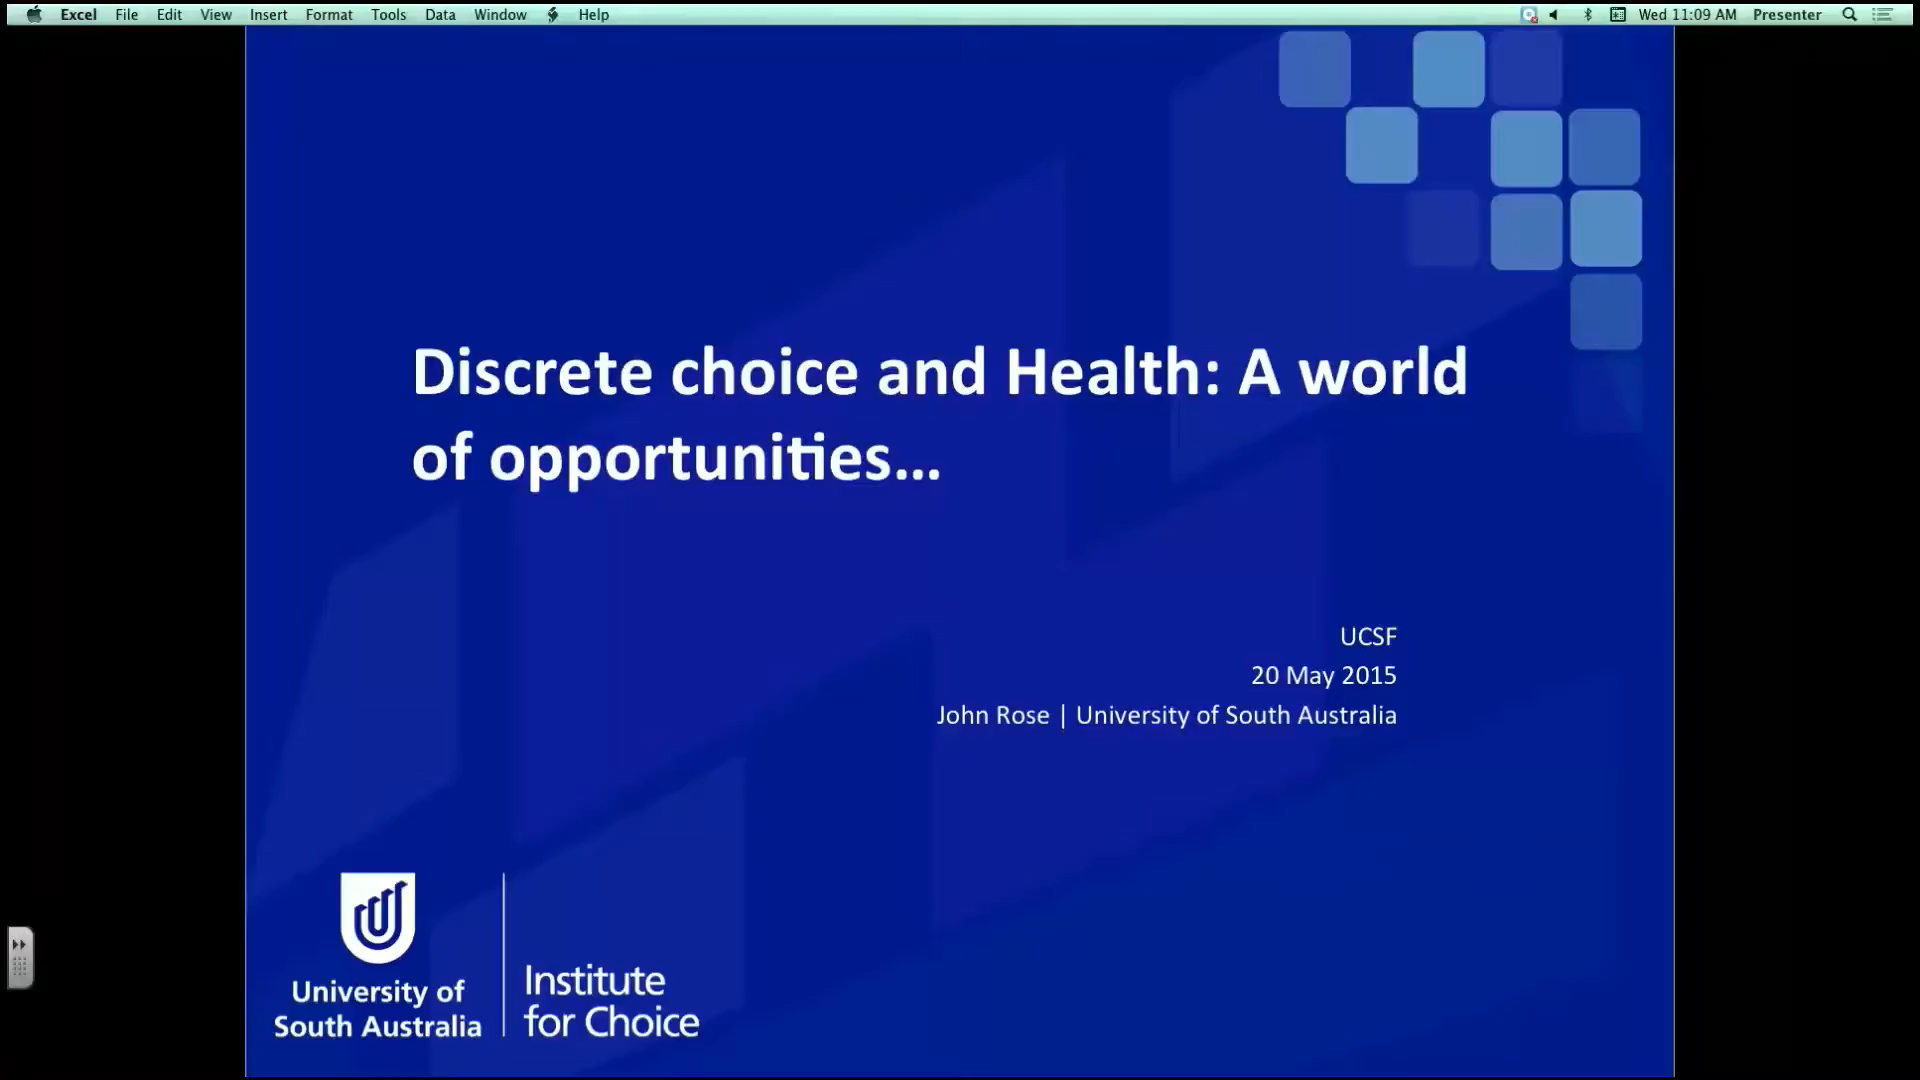 Excel File Edit View Insert Format Tools Data Window Help Wed 11:09 AM Presenter
Discrete choice and Health: A world
of opportunities...
UCSF
20 May 2015
John Rose | University of South Australia
University of
South Australia
Institute
for Choice